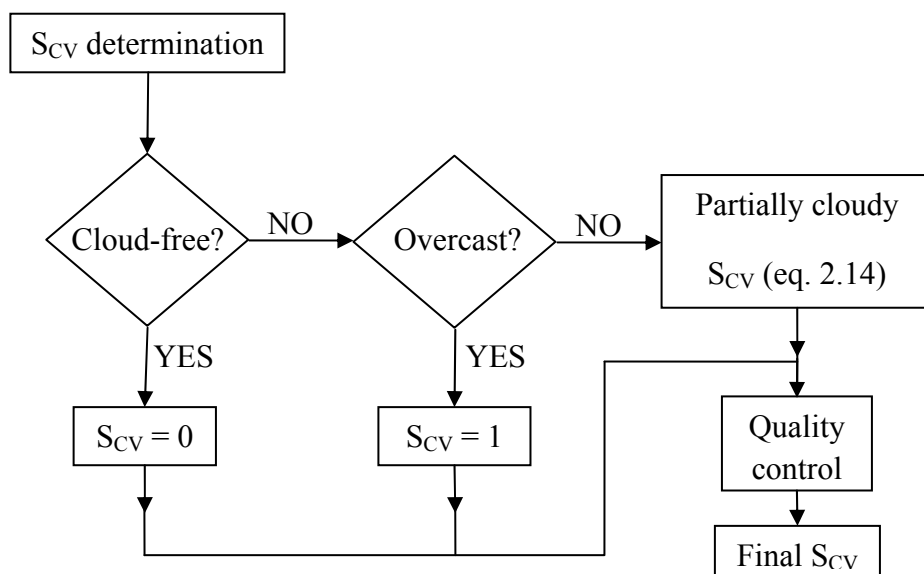 S_CV determination
Cloud-free?
NO
Overcast?
NO
Partially cloudy
S_CV (eq. 2.14)
YES
YES
S_CV = 0
S_CV = 1
Quality
control
Final S_CV